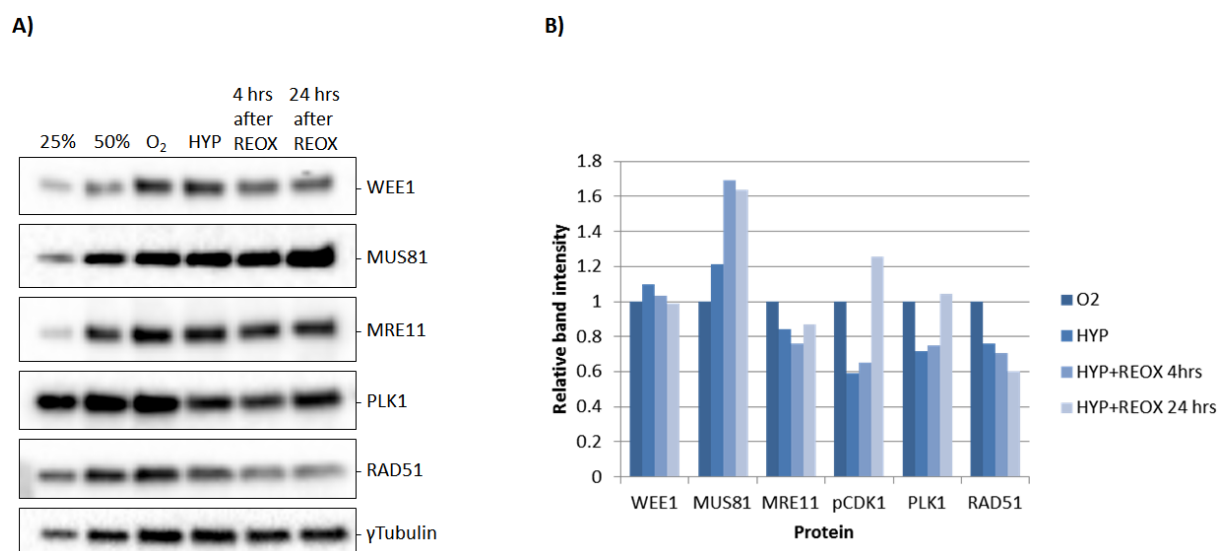 A)
B)
4 hrs 24 hrs
after after
25% 50% O₂ HYP REOX REOX
- WEE1
- MUS81
- MRE11
- PLK1
- RAD51
- γTubulin
1.8
1.6
1.4
1.2
1
0.8
0.6
0.4
0.2
0
Relative band intensity
WEE1 MUS81 MRE11 pCDK1 PLK1 RAD51
Protein
O2
HYP
HYP+REOX 4hrs
HYP+REOX 24 hrs